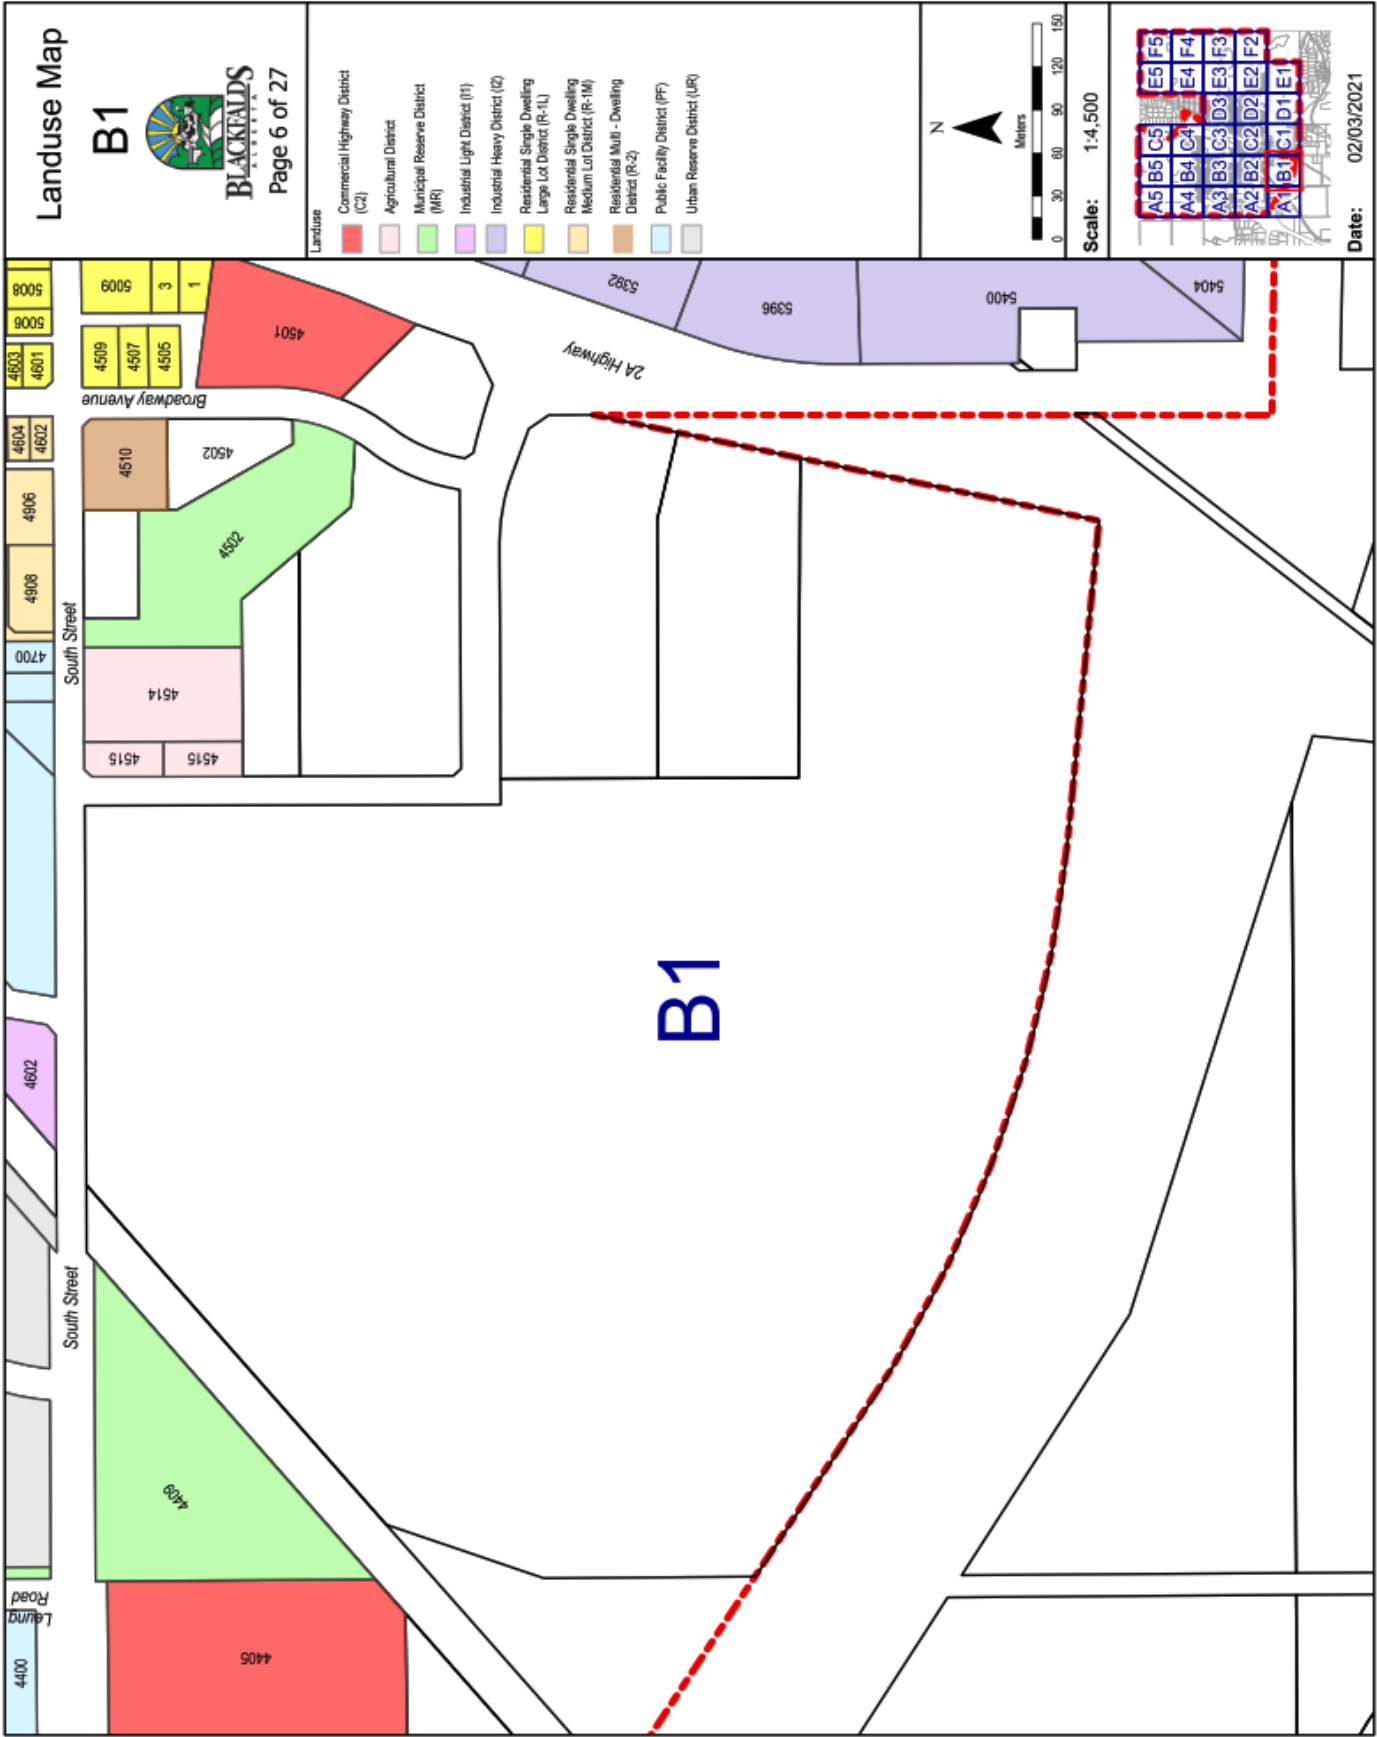 Landuse Map
B1
BLACKFALDS
ALBERTA
Page 6 of 27
Landuse
Commercial Highway District
(C2)
Agricultural District
Municipal Reserve District
(MR)
Industrial Light District (I1)
Industrial Heavy District (I2)
Residential Single Dwelling
Large Lot District (R-1L)
Residential Single Dwelling
Medium Lot District (R-1M)
Residential Multi - Dwelling
District (R-2)
Public Facility District (PF)
Urban Reserve District (UR)
N
Meters
0 30 60 90 120 150
Scale: 1:4,500
A5 B5 C5 E5 F5
A4 B4 C4 E4 F4
A3 B3 C3 D3 E3 F3
A2 B2 C2 D2 E2 F2
A1 B1 C1 D1 E1
Date: 02/03/2021
4400
Leung
Road
4602
4700
4908
4906
4604
4602
4603
4601
5006
5008
South Street
South Street
4405
4409
4515
4515
4514
4502
4502
4510
Broadway Avenue
4509
4507
4505
5009
3
1
4501
2A Highway
5392
5396
5400
5404
B1